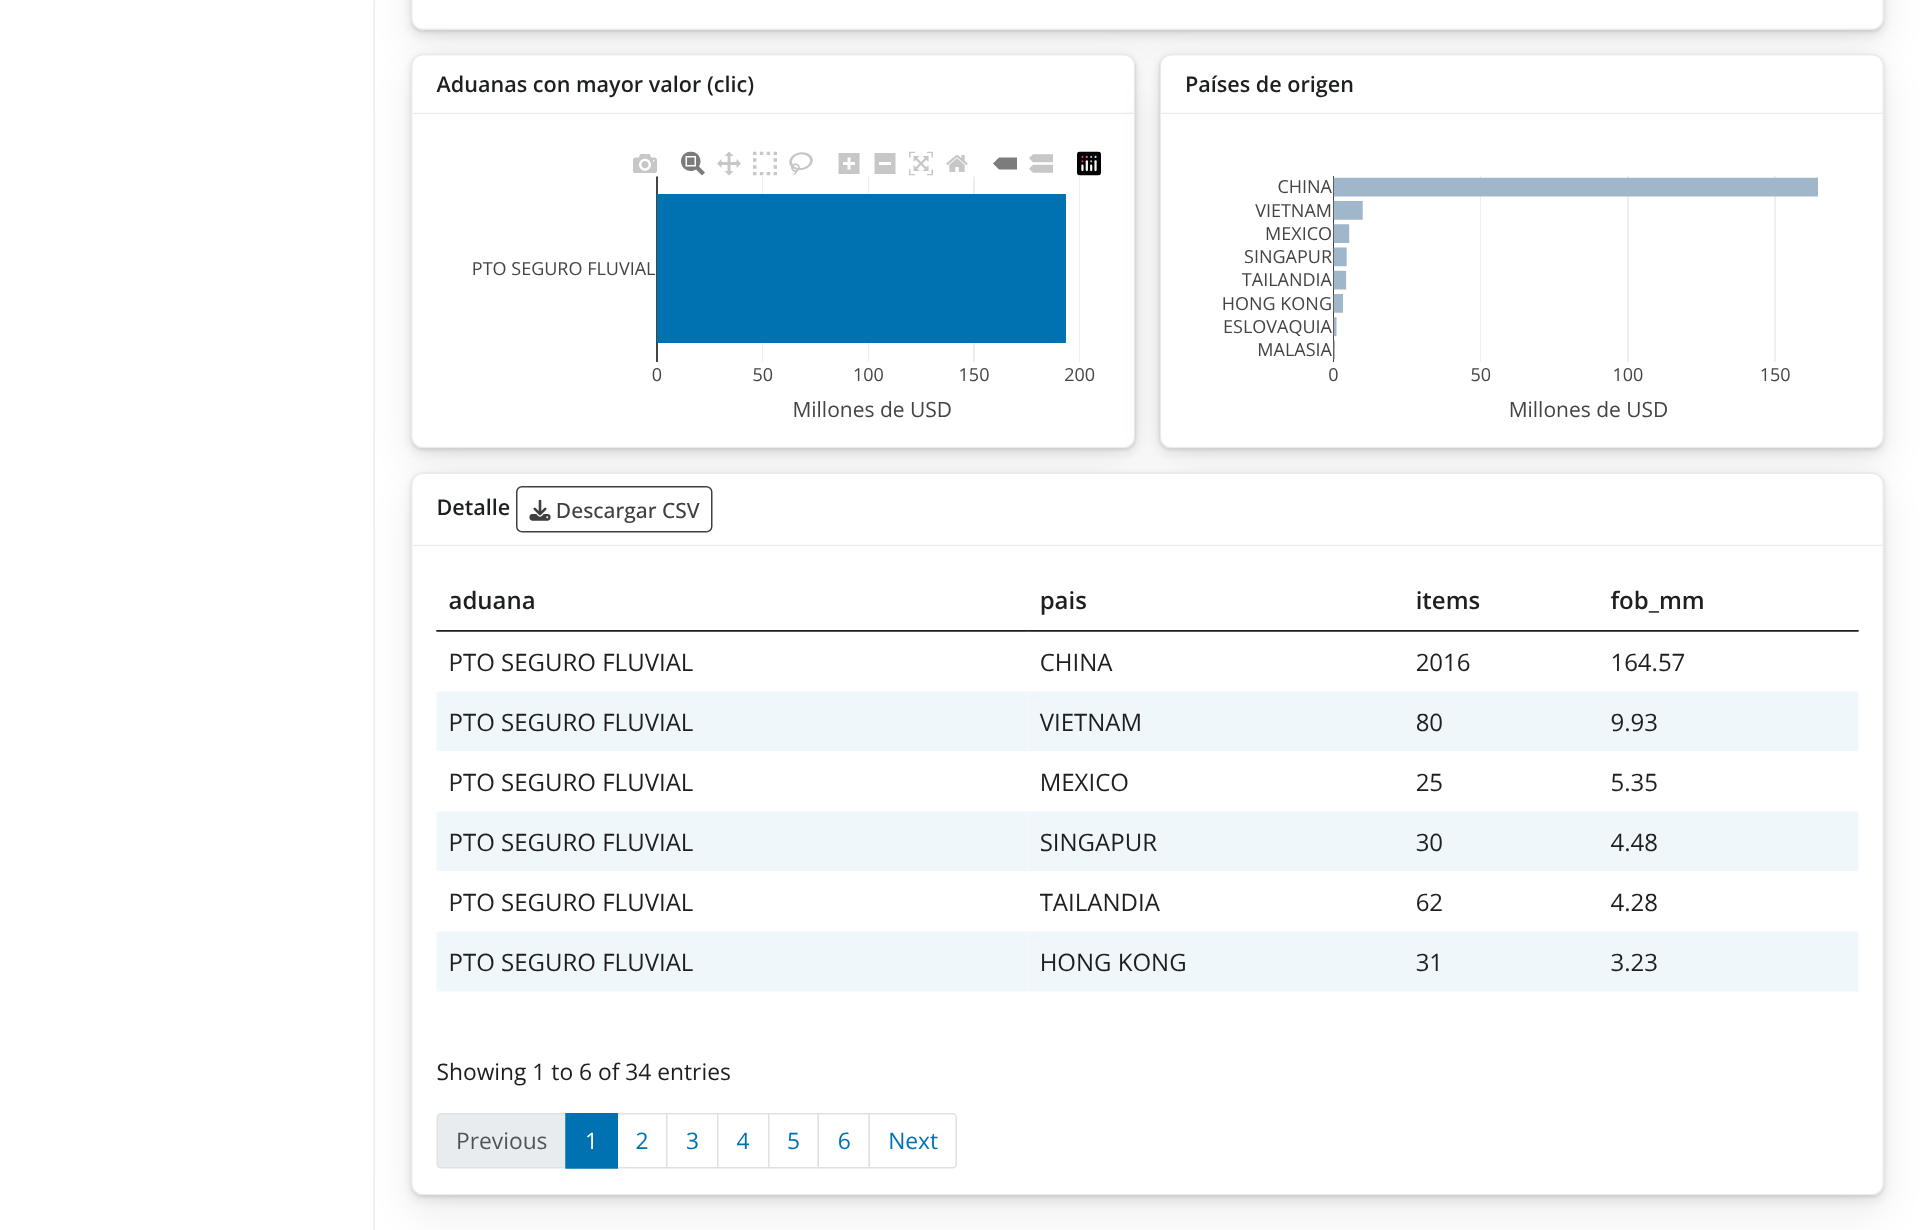 Aduanas con mayor valor (clic)
PTO SEGURO FLUVIAL
0 50 100 150 200
Millones de USD
Países de origen
CHINA
VIETNAM
MEXICO
SINGAPUR
TAILANDIA
HONG KONG
ESLOVAQUIA
MALASIA
0 50 100 150
Millones de USD
Detalle Descargar CSV
aduana pais items fob_mm
PTO SEGURO FLUVIAL CHINA 2016 164.57
PTO SEGURO FLUVIAL VIETNAM 80 9.93
PTO SEGURO FLUVIAL MEXICO 25 5.35
PTO SEGURO FLUVIAL SINGAPUR 30 4.48
PTO SEGURO FLUVIAL TAILANDIA 62 4.28
PTO SEGURO FLUVIAL HONG KONG 31 3.23
Showing 1 to 6 of 34 entries
Previous 1 2 3 4 5 6 Next